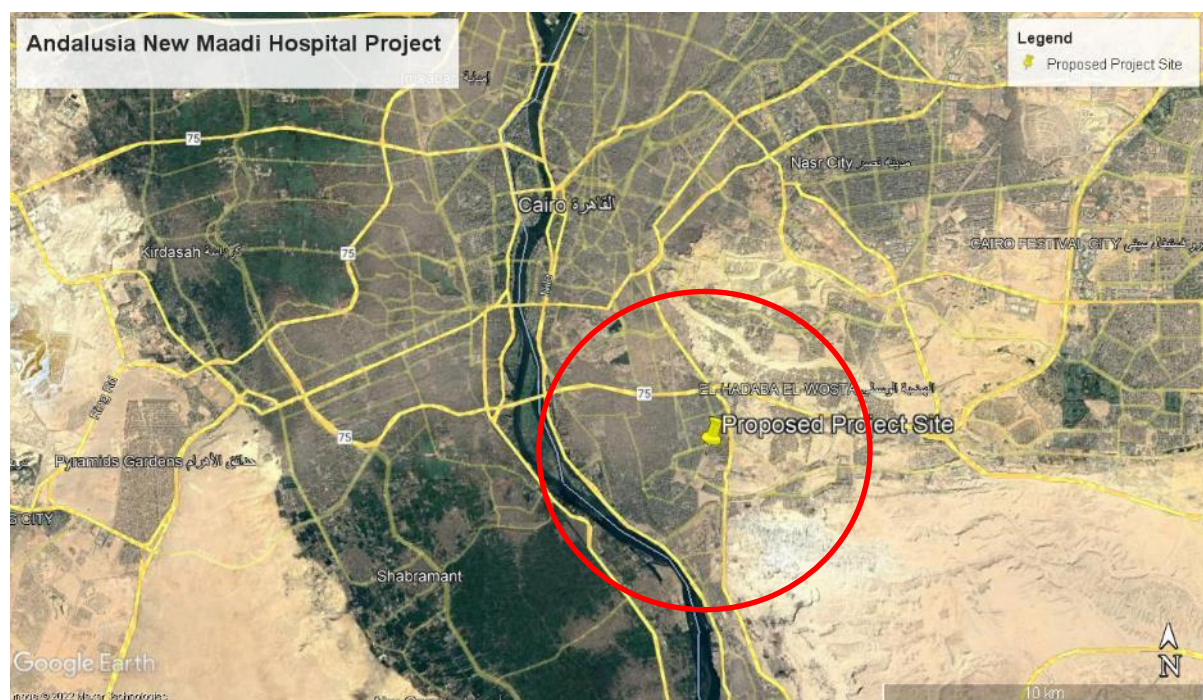 Andalusia New Maadi Hospital Project
Legend
Proposed Project Site
إمبابة
75
Nasr City مدينة نصر
Cairo القاهرة
Kirdasah كرداسة
75
CAIRO FESTIVAL CITY
Ring Rd
75
EL-HADABA EL-WOSTA الهضبة الوسطى
Proposed Project Site
75
Pyramids Gardens حدائق الأهرام
CITY
Shabramant
Google Earth
N
10 km